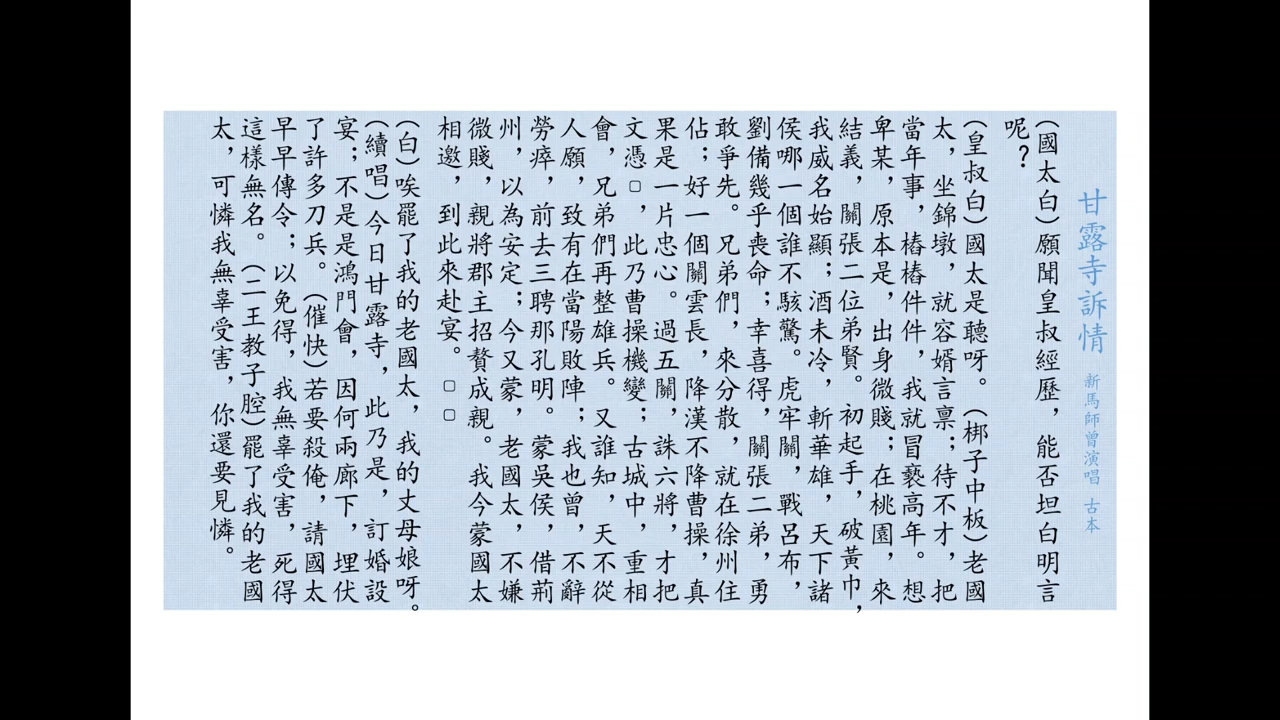 甘露寺訴情 新馬師曾演唱 古本
(國太白)願聞皇叔經歷，能否坦白明言
呢？
(皇叔白)國太是聽呀。(梆子中板)老國
太，坐錦墩，就容婿言禀；待不才，把
當年事，樁樁件件，我就冒褻高年。想
卑某，原本是，出身微賤；在桃園，來
結義，關張二位弟賢。初起手，破黃巾，
我威名始顯；酒未冷，斬華雄，天下諸
侯哪一個誰不駭驚。虎牢關，戰呂布，
劉備幾乎喪命；幸喜得，關張二弟，勇
敢爭先。兄弟們，來分散，就在徐州住
佔；好一個關雲長，降漢不降曹操，真
果是一片忠心。過五關，誅六將，才把
文憑▢，此乃曹操機變；古城中，重相
會，兄弟們再整雄兵。又誰知，天不從
人願，致有在當陽敗陣；我也曾，不辭
勞瘁，前去三聘那孔明。蒙吳侯，借荊
州，以為安定；今又蒙，老國太，不嫌
微賤，親將郡主招贅成親。我今蒙國太
相邀，到此來赴宴。▢▢
(白)唉罷了我的老國太，我的丈母娘呀。
(續唱)今日甘露寺，此乃是，訂婚設
宴；不是是鴻門會，因何兩廊下，埋伏
了許多刀兵。(催快)若要殺俺，請國太
早早傳令；以免得，我無辜受害，死得
這樣無名。(二王教子腔)罷了我的老國
太，可憐我無辜受害，你還要見憐。